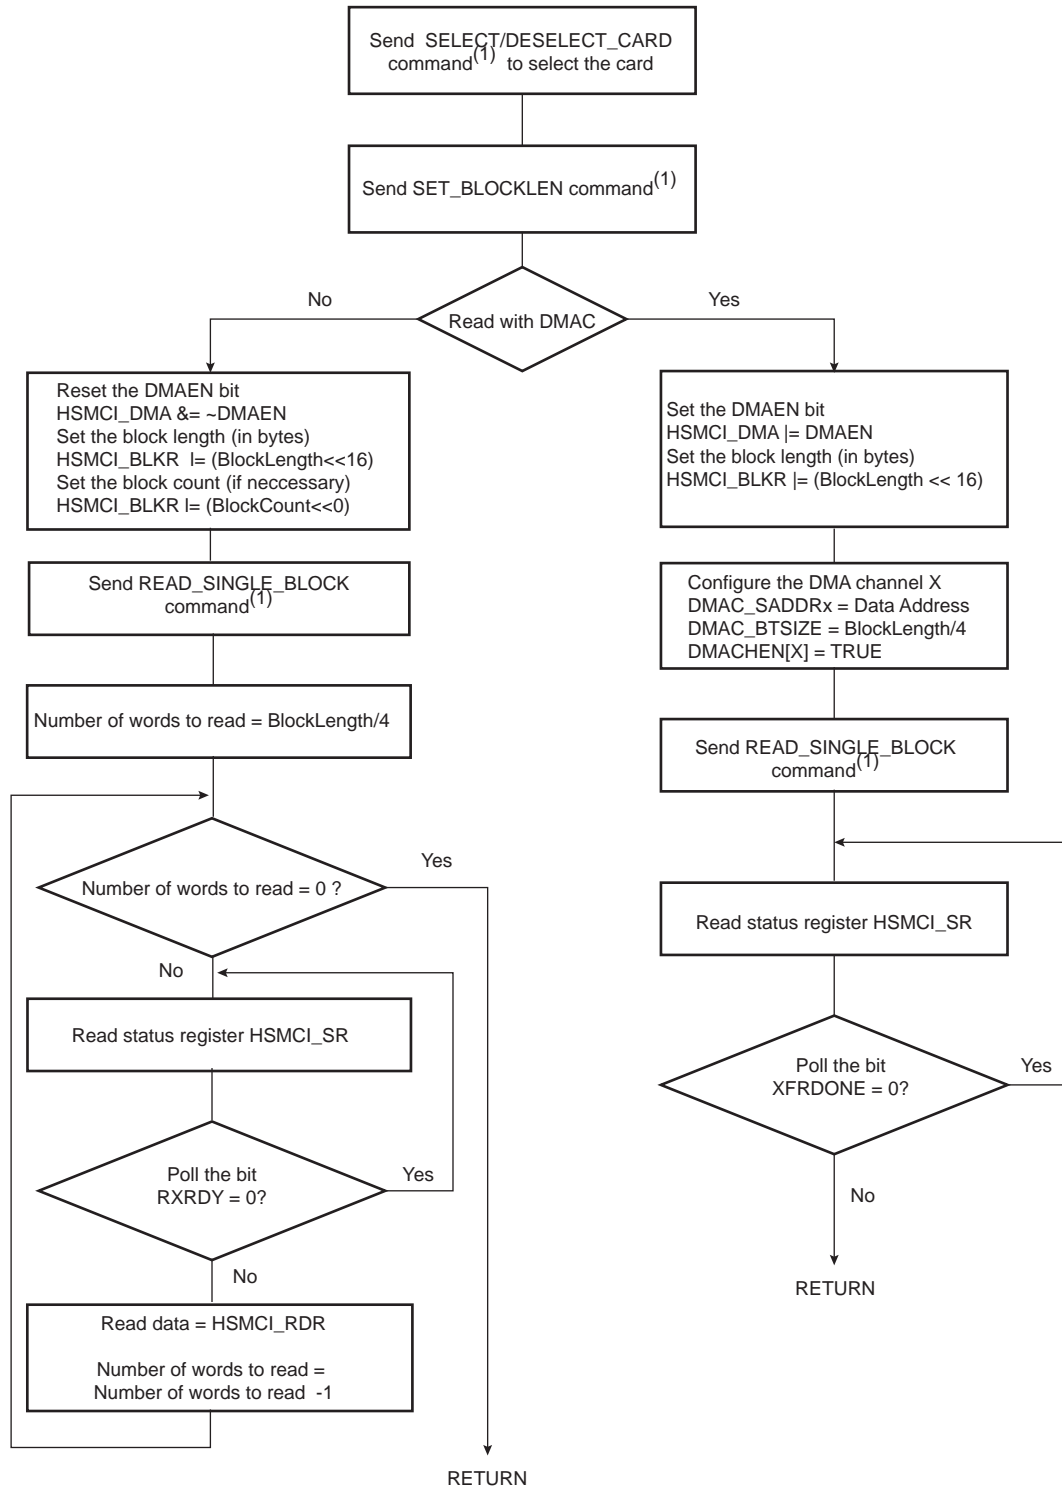 Send SELECT/DESELECT_CARD
command(1) to select the card
Send SET_BLOCKLEN command(1)
No
Yes
Read with DMAC
Reset the DMAEN bit
HSMCI_DMA &= ~DMAEN
Set the block length (in bytes)
HSMCI_BLKR l= (BlockLength<<16)
Set the block count (if neccessary)
HSMCI_BLKR l= (BlockCount<<0)
Send READ_SINGLE_BLOCK
command(1)
Number of words to read = BlockLength/4
Number of words to read = 0 ?
Yes
No
Read status register HSMCI_SR
Poll the bit
RXRDY = 0?
Yes
No
Read data = HSMCI_RDR
Number of words to read =
Number of words to read -1
RETURN
Set the DMAEN bit
HSMCI_DMA |= DMAEN
Set the block length (in bytes)
HSMCI_BLKR |= (BlockLength << 16)
Configure the DMA channel X
DMAC_SADDRx = Data Address
DMAC_BTSIZE = BlockLength/4
DMACHEN[X] = TRUE
Send READ_SINGLE_BLOCK
command(1)
Read status register HSMCI_SR
Poll the bit
XFRDONE = 0?
Yes
No
RETURN